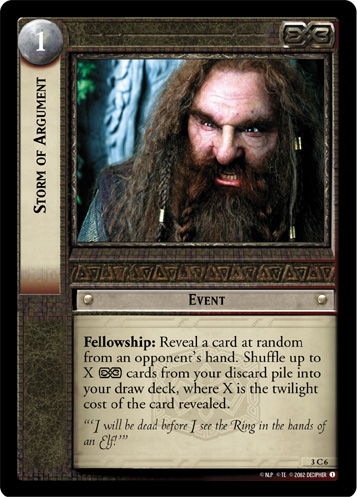 1
STORM OF ARGUMENT
EVENT
Fellowship: Reveal a card at random
from an opponent's hand. Shuffle up to
X cards from your discard pile into
your draw deck, where X is the twilight
cost of the card revealed.
"'I will be dead before I see the Ring in the hands of
an Elf!'"
3 C 6
© NLP © TE © 2002 DECIPHER